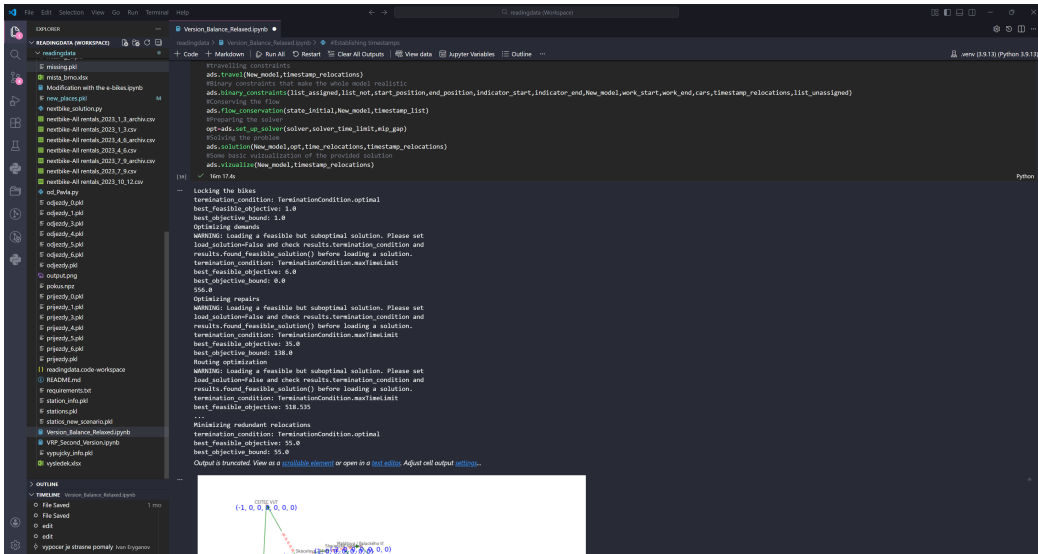 File Edit Selection View Go Run Terminal Help
readingdata (Workspace)
EXPLORER
READINGDATA (WORKSPACE)
readingdata
missing.pkl
mista_brno.xlsx
Modification with the e-bikes.ipynb
new_places.pkl M
nextbike_solution.py
nextbike-All rentals_2023_1_3_archiv.csv
nextbike-All rentals_2023_1_3.csv
nextbike-All rentals_2023_4_6_archiv.csv
nextbike-All rentals_2023_4_6.csv
nextbike-All rentals_2023_7_9_archiv.csv
nextbike-All rentals_2023_7_9.csv
nextbike-All rentals_2023_10_12.csv
od_Pavla.py
odjezdy_0.pkl
odjezdy_1.pkl
odjezdy_3.pkl
odjezdy_4.pkl
odjezdy_5.pkl
odjezdy_6.pkl
odjezdy.pkl
output.png
pokus.npz
prijezdy_0.pkl
prijezdy_1.pkl
prijezdy_3.pkl
prijezdy_4.pkl
prijezdy_5.pkl
prijezdy_6.pkl
prijezdy.pkl
readingdata.code-workspace
README.md
requirements.txt
station_info.pkl
stations.pkl
statios_new_scenario.pkl
Version_Balance_Relaxed.ipynb
VRP_Second_Version.ipynb
vypujcky_info.pkl
vysledek.xlsx
OUTLINE
TIMELINE Version_Balance_Relaxed.ipynb
File Saved 1 mo
File Saved
edit
edit
vypocer je strasne pomaly Ivan Eryganov
Version_Balance_Relaxed.ipynb
readingdata > Version_Balance_Relaxed.ipynb > #Establishing timestamps
+ Code + Markdown Run All Restart Clear All Outputs View data Jupyter Variables Outline ...
.venv (3.9.13) (Python 3.9.13)
#travelling constraints
ads.travel(New_model,timestamp_relocations)
#Binary constraints that make the whole model realistic
ads.binary_constraints(list_assigned,list_not,start_position,end_position,indicator_start,indicator_end,New_model,work_start,work_end,cars,timestamp_relocations,list_unassigned)
#Conserving the flow
ads.flow_conservation(state_initial,New_model,timestamp_list)
#Preparing the solver
opt=ads.set_up_solver(solver,solver_time_limit,mip_gap)
#Solving the problem
ads.solution(New_model,opt,time_relocations,timestamp_relocations)
#Some basic vuizualization of the provided solution
ads.vizualize(New_model,timestamp_relocations)
16m 17.4s
Python
Locking the bikes
termination_condition: TerminationCondition.optimal
best_feasible_objective: 1.0
best_objective_bound: 1.0
Optimizing demands
WARNING: Loading a feasible but suboptimal solution. Please set
load_solution=False and check results.termination_condition and
results.found_feasible_solution() before loading a solution.
termination_condition: TerminationCondition.maxTimeLimit
best_feasible_objective: 6.0
best_objective_bound: 0.0
556.0
Optimizing repairs
WARNING: Loading a feasible but suboptimal solution. Please set
load_solution=False and check results.termination_condition and
results.found_feasible_solution() before loading a solution.
termination_condition: TerminationCondition.maxTimeLimit
best_feasible_objective: 35.0
best_objective_bound: 138.0
Routing optimization
WARNING: Loading a feasible but suboptimal solution. Please set
load_solution=False and check results.termination_condition and
results.found_feasible_solution() before loading a solution.
termination_condition: TerminationCondition.maxTimeLimit
best_feasible_objective: 518.535
...
Minimizing redundant relocations
termination_condition: TerminationCondition.optimal
best_feasible_objective: 55.0
best_objective_bound: 55.0
Output is truncated. View as a scrollable element or open in a text editor. Adjust cell output settings...
CEITEC VUT
(-1, 0, 0, 0, 0, 0, 0)